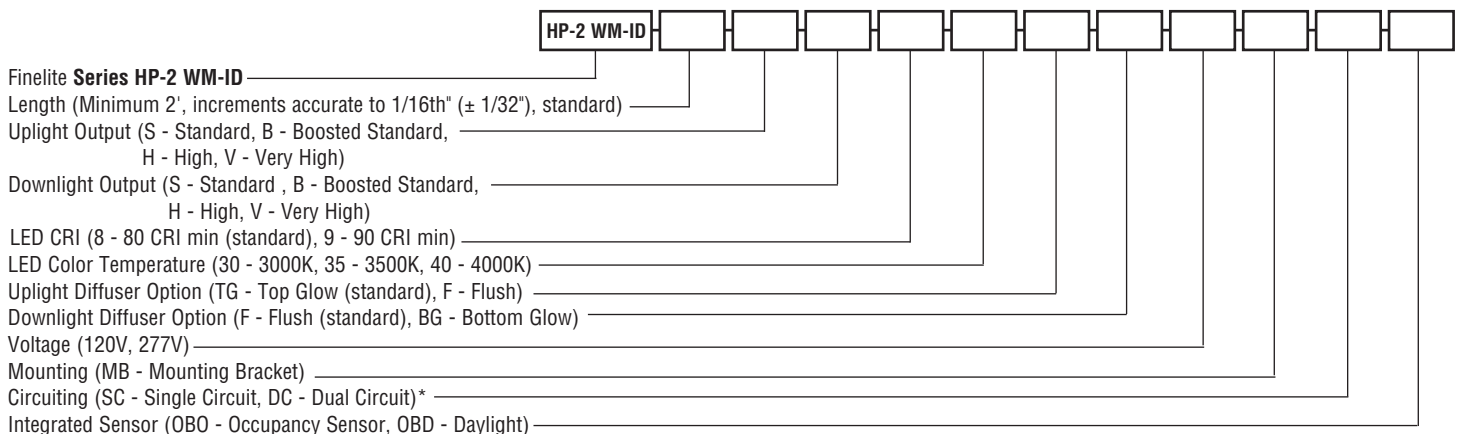 HP-2 WM-ID
Finelite Series HP-2 WM-ID
Length (Minimum 2', increments accurate to 1/16th" (± 1/32"), standard)
Uplight Output (S - Standard, B - Boosted Standard,
H - High, V - Very High)
Downlight Output (S - Standard , B - Boosted Standard,
H - High, V - Very High)
LED CRI (8 - 80 CRI min (standard), 9 - 90 CRI min)
LED Color Temperature (30 - 3000K, 35 - 3500K, 40 - 4000K)
Uplight Diffuser Option (TG - Top Glow (standard), F - Flush)
Downlight Diffuser Option (F - Flush (standard), BG - Bottom Glow)
Voltage (120V, 277V)
Mounting (MB - Mounting Bracket)
Circuiting (SC - Single Circuit, DC - Dual Circuit)*
Integrated Sensor (OBO - Occupancy Sensor, OBD - Daylight)